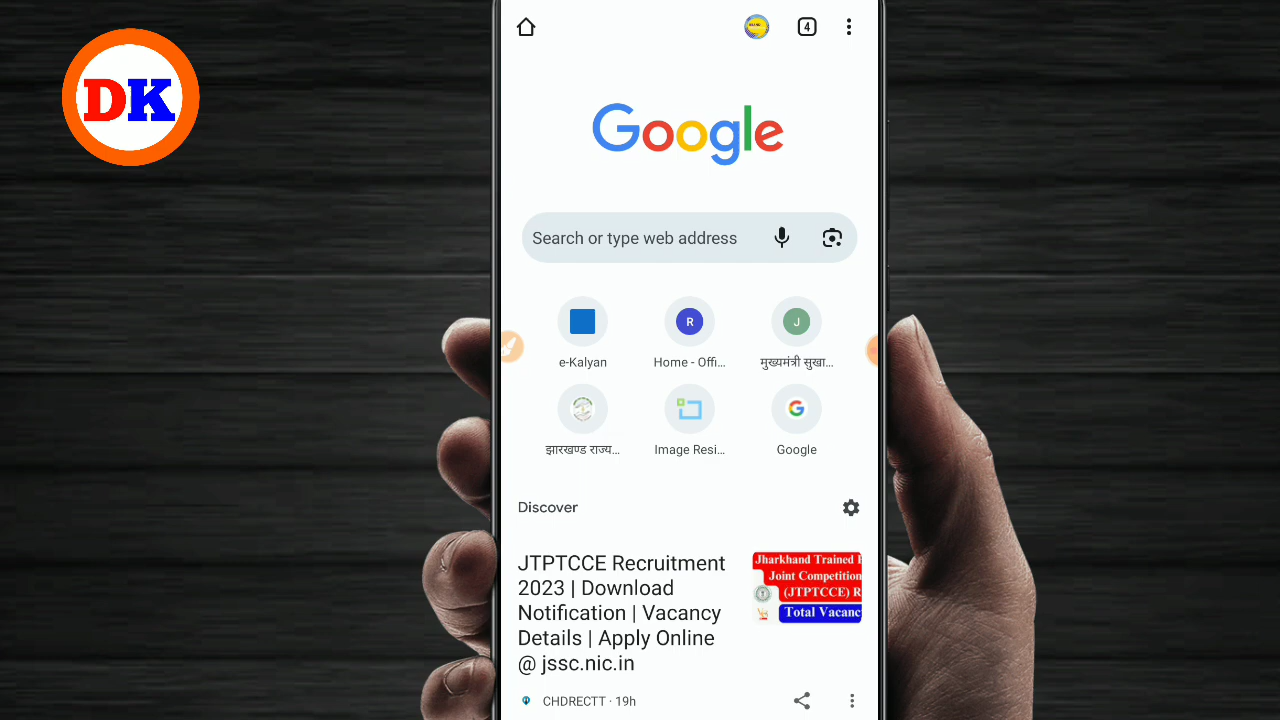 DK
4
Google
Search or type web address
R
J
e-Kalyan
Home - Offi...
मुख्यमंत्री सुखा...
झारखण्ड राज्य...
Image Resi...
Google
Discover
JTPTCCE Recruitment
2023 | Download
Notification | Vacancy
Details | Apply Online
@ jssc.nic.in
Jharkhand Trained
Joint Competition
(JTPTCCE) R
Total Vacanc
CHDRECTT · 19h